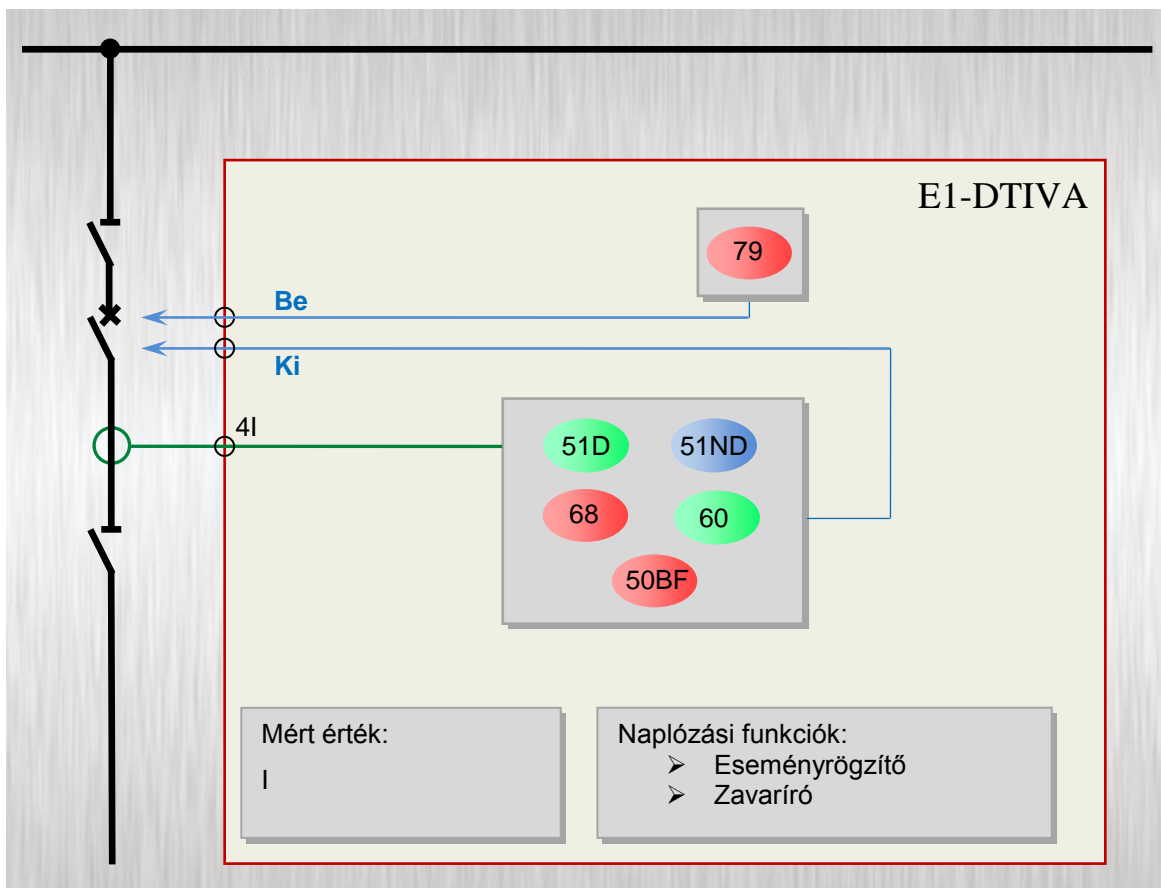 E1-DTIVA
79
Be
Ki
4I
51D
51ND
68
60
50BF
Mért érték:
I
Naplózási funkciók:
Eseményrögzítő
Zavaríró